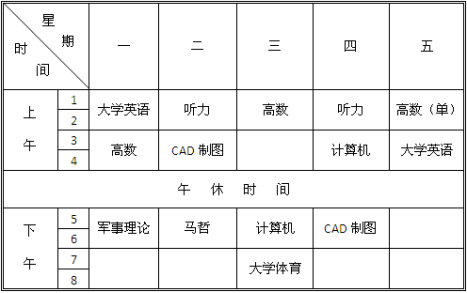 星期
时间
一 二 三 四 五
上午
1
2
大学英语 听力 高数 听力 高数（单）
3
4
高数 CAD 制图 计算机 大学英语
午 休 时 间
下午
5
6
军事理论 马哲 计算机 CAD 制图
7
8
大学体育